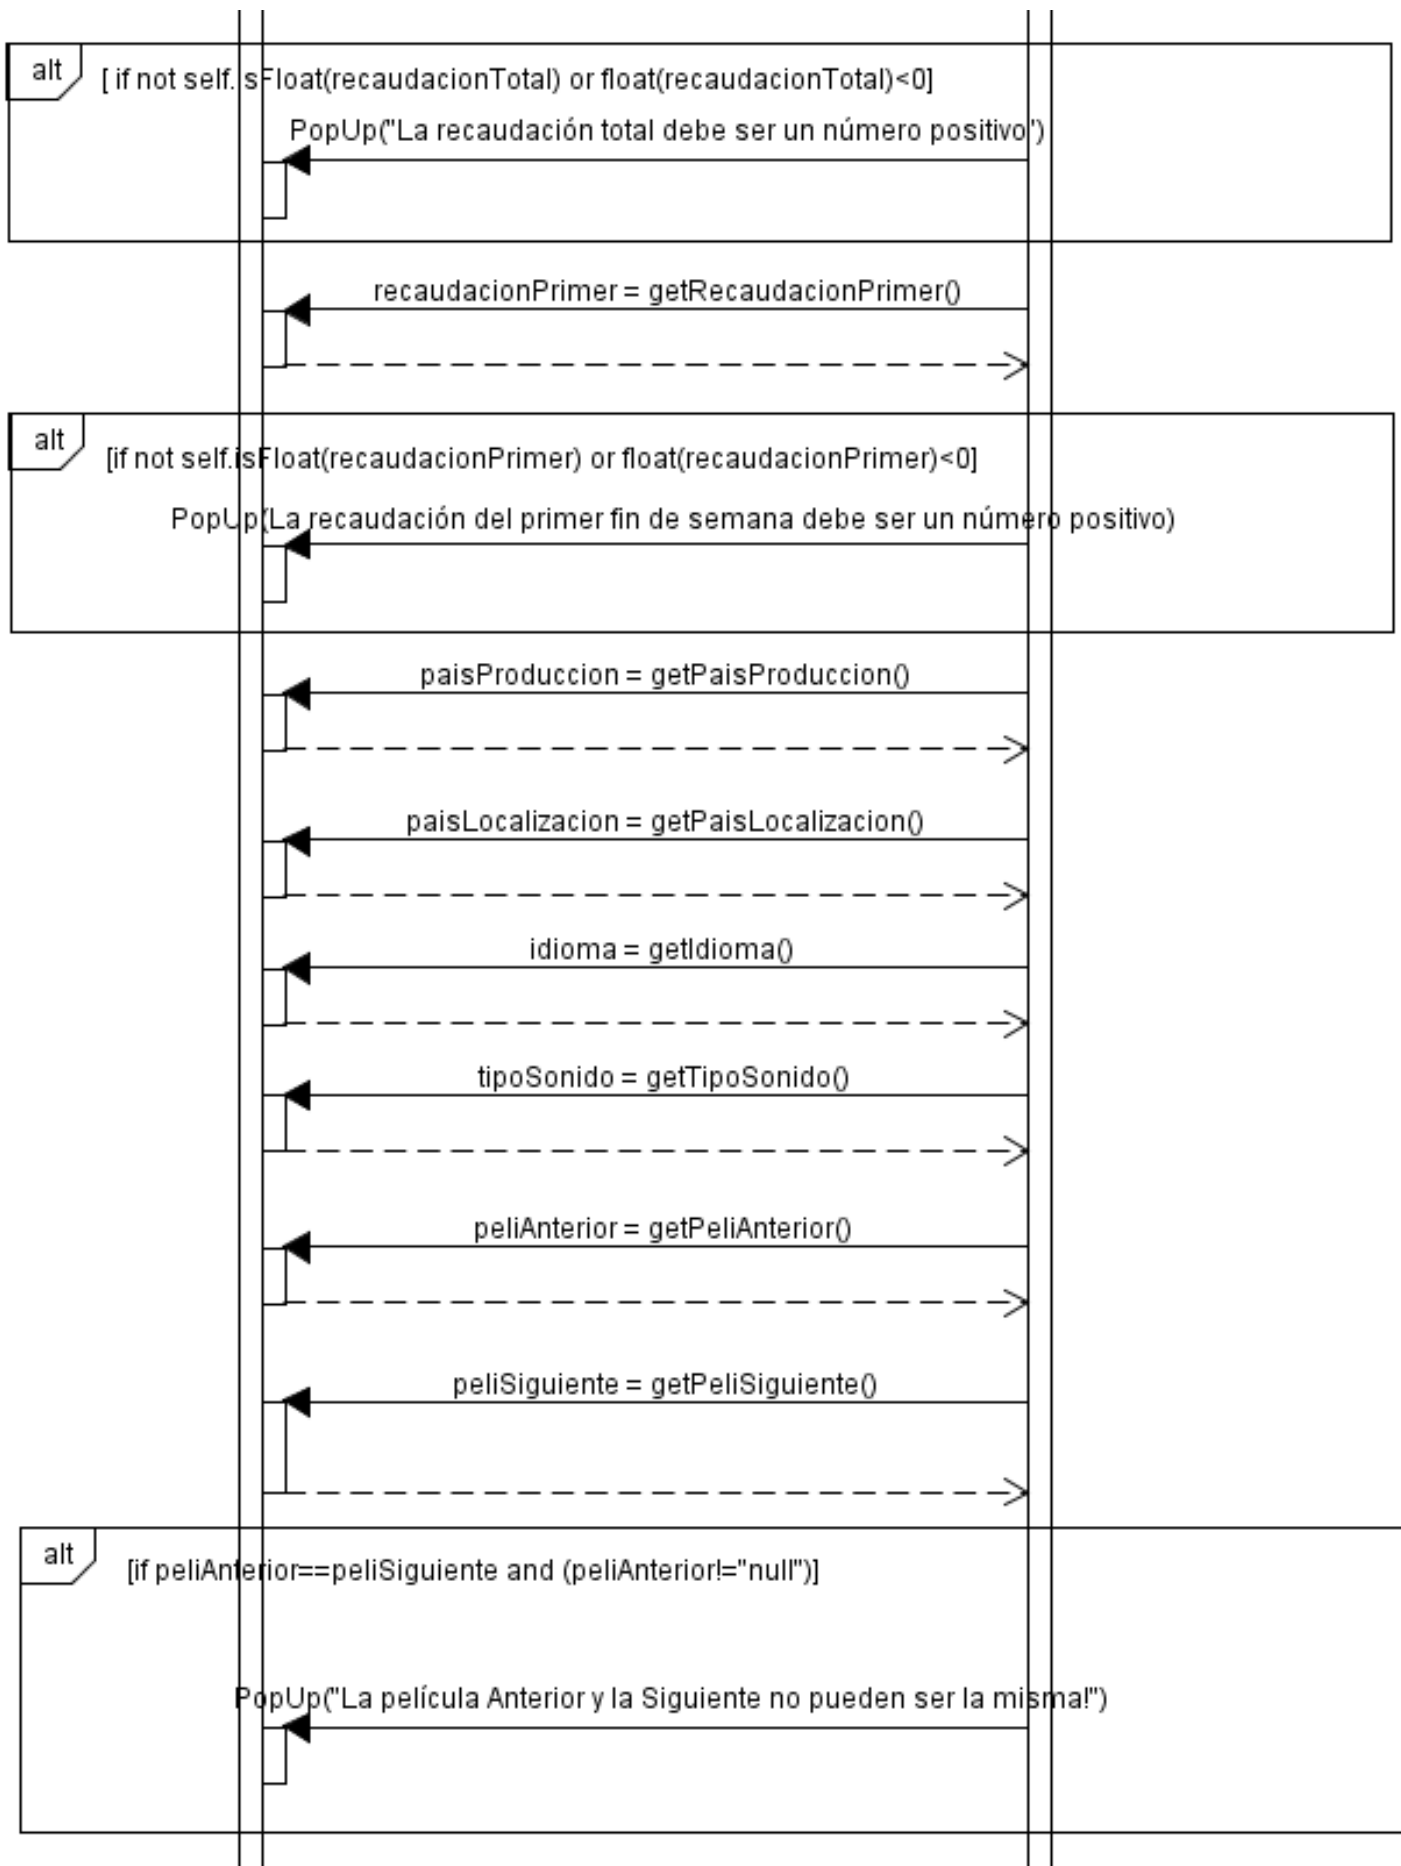 alt
[ if not self.isFloat(recaudacionTotal) or float(recaudacionTotal)<0]
PopUp("La recaudación total debe ser un número positivo")
recaudacionPrimer = getRecaudacionPrimer()
alt
[if not self.isFloat(recaudacionPrimer) or float(recaudacionPrimer)<0]
PopUp(La recaudación del primer fin de semana debe ser un número positivo)
paisProduccion = getPaisProduccion()
paisLocalizacion = getPaisLocalizacion()
idioma = getIdioma()
tipoSonido = getTipoSonido()
peliAnterior = getPeliAnterior()
peliSiguiente = getPeliSiguiente()
alt
[if peliAnterior==peliSiguiente and (peliAnterior!="null")]
PopUp("La película Anterior y la Siguiente no pueden ser la misma!")